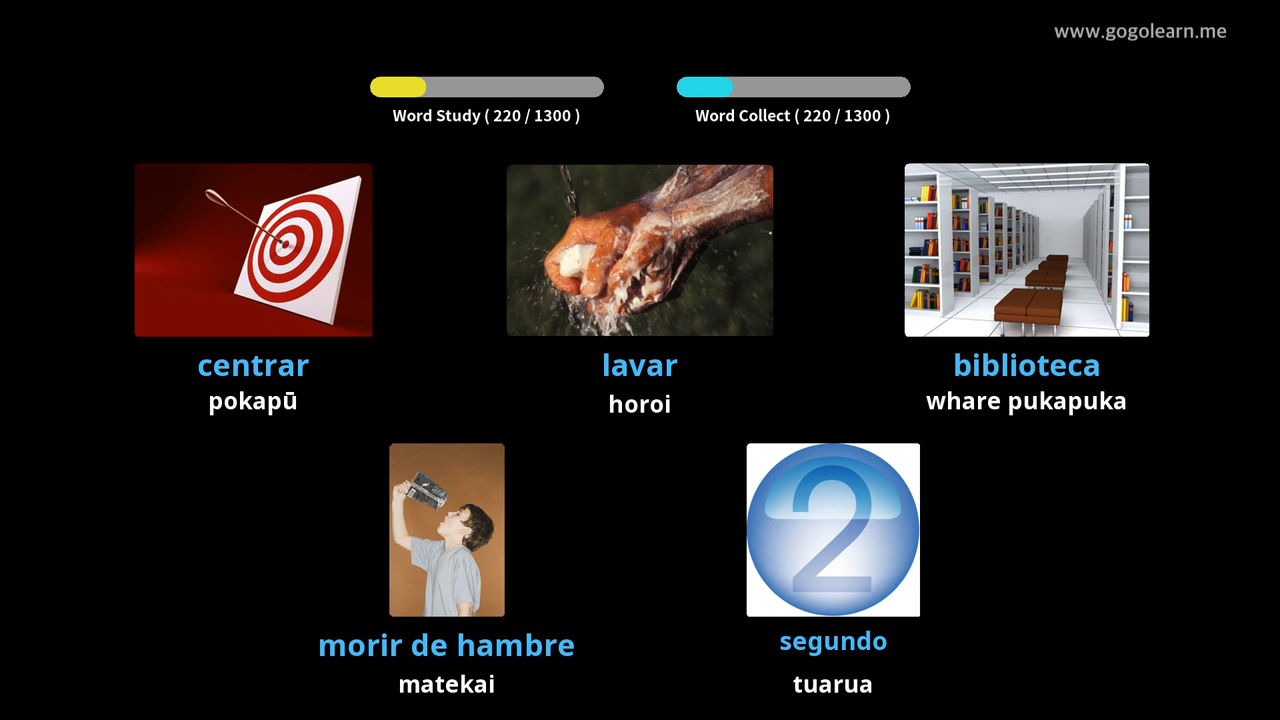 www.gogolearn.me
Word Study ( 220 / 1300 )
Word Collect ( 220 / 1300 )
centrar
pokapū
lavar
horoi
biblioteca
whare pukapuka
morir de hambre
matekai
2
segundo
tuarua